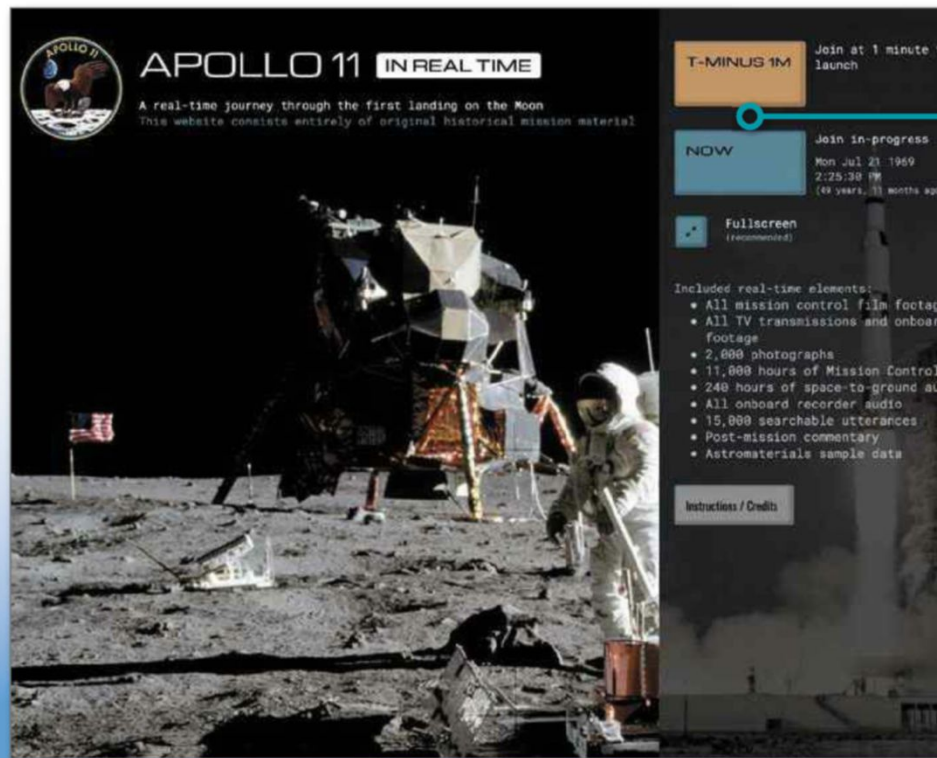 APOLLO 11
APOLLO 11 IN REAL TIME
A real-time journey through the first landing on the Moon
This website consists entirely of original historical mission material
T-MINUS 1M
Join at 1 minute
launch
NOW
Join in-progress
Mon Jul 21 1969
2:25:30 PM
(49 years, 11 months ago
Fullscreen
(recommended)
Included real-time elements:
• All mission control film footag
• All TV transmissions and onboar
footage
• 2,000 photographs
• 11,000 hours of Mission Control
• 240 hours of space-to-ground au
• All onboard recorder audio
• 15,000 searchable utterances
• Post-mission commentary
• Astromaterials sample data
Instructions / Credits